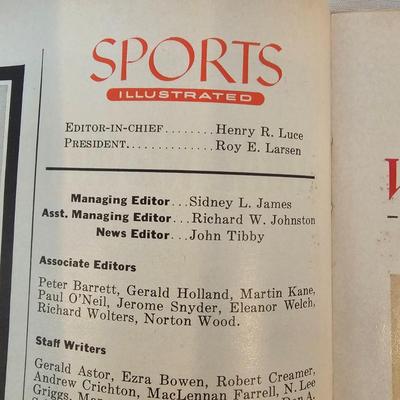 SPORTS
ILLUSTRATED
EDITOR-IN-CHIEF........Henry R. Luce
PRESIDENT.............Roy E. Larsen
Managing Editor...Sidney L. James
Asst. Managing Editor...Richard W. Johnston
News Editor...John Tibby
Associate Editors
Peter Barrett, Gerald Holland, Martin Kane,
Paul O'Neil, Jerome Snyder, Eleanor Welch,
Richard Wolters, Norton Wood.
Staff Writers
Gerald Astor, Ezra Bowen, Robert Creamer,
Andrew Crichton, MacLennan Farrell, N. Lee
Griggs,